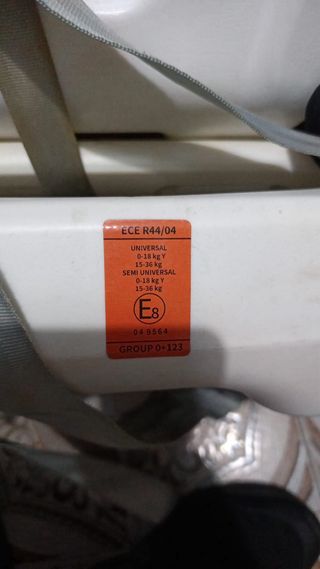 ECE R44/04
UNIVERSAL
0-18 kg Y
15-36 kg
SEMI UNIVERSAL
0-18 kg Y
15-36 kg
E8
04 9564
GROUP 0+123